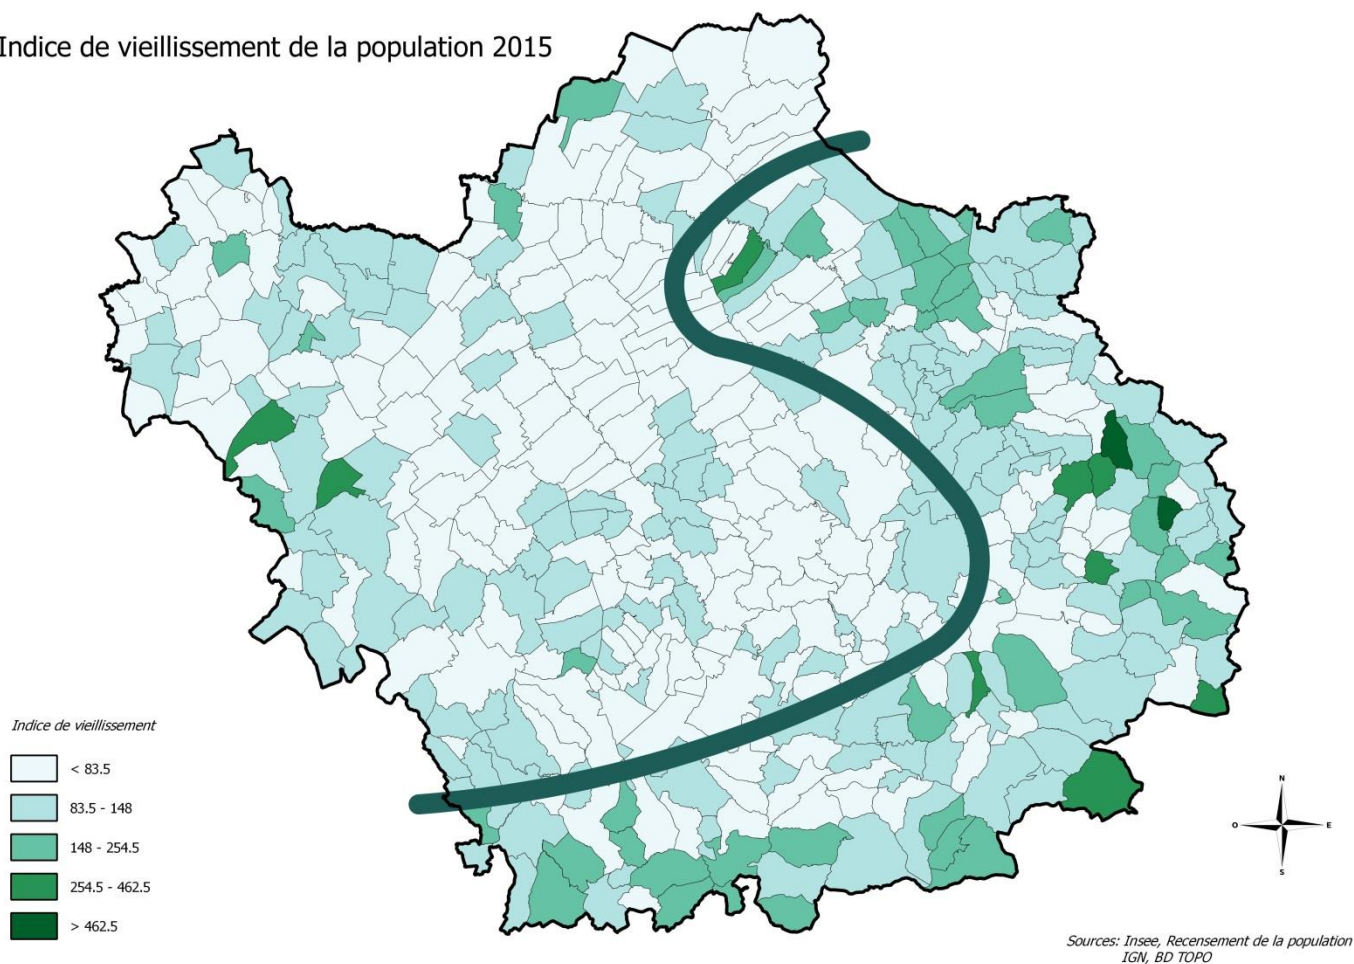 Indice de vieillissement de la population 2015
Indice de vieillissement
< 83.5
83.5 - 148
148 - 254.5
254.5 - 462.5
> 462.5
N
O
E
S
Sources: Insee, Recensement de la population
IGN, BD TOPO